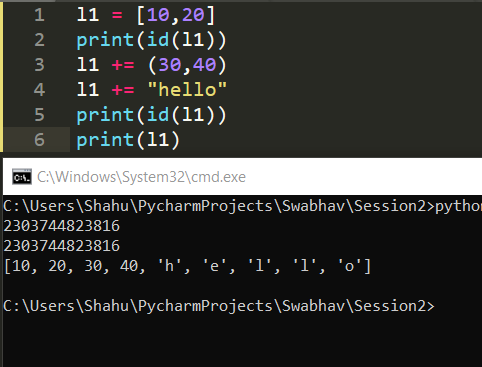 1 l1 = [10,20]
2 print(id(l1))
3 l1 += (30,40)
4 l1 += "hello"
5 print(id(l1))
6 print(l1)
C:\Windows\System32\cmd.exe
C:\Users\Shahu\PycharmProjects\Swabhav\Session2>python
2303744823816
2303744823816
[10, 20, 30, 40, 'h', 'e', 'l', 'l', 'o']
C:\Users\Shahu\PycharmProjects\Swabhav\Session2>